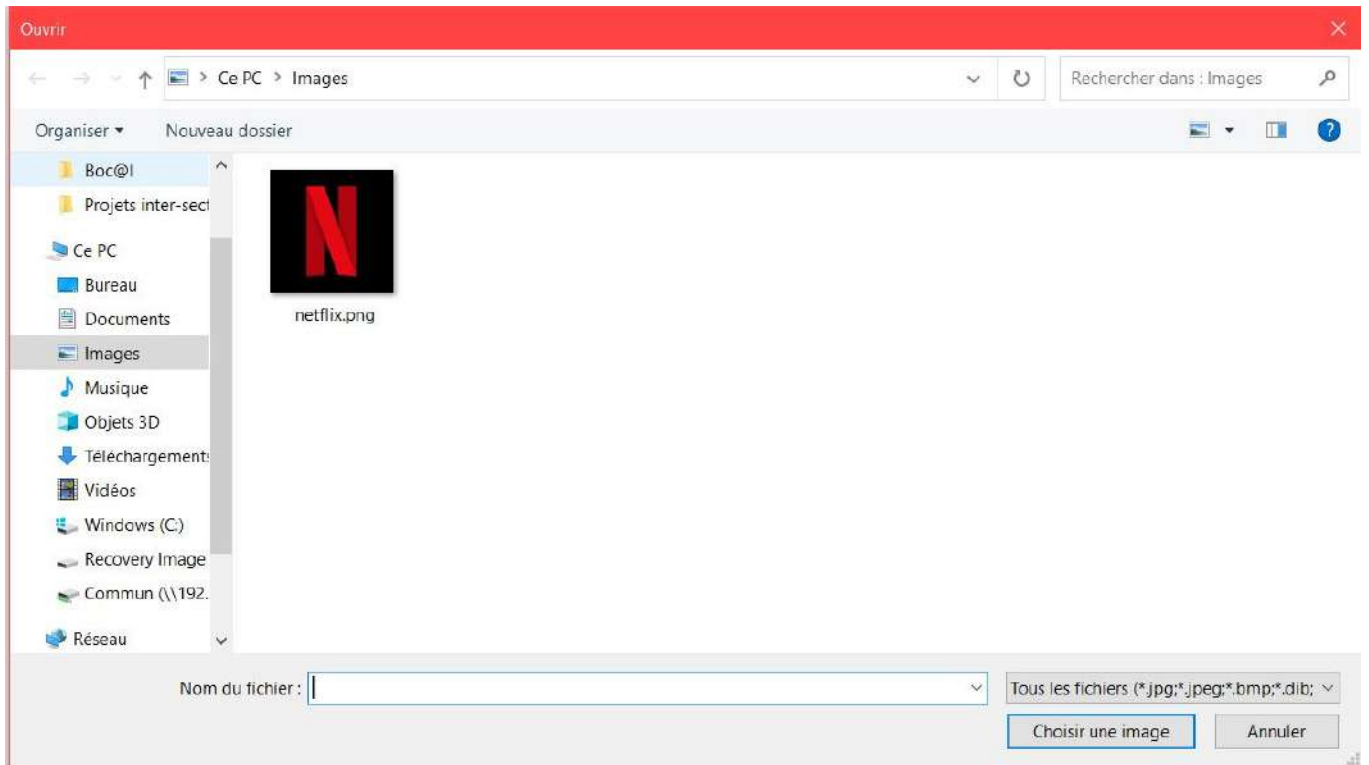 Ouvrir
Ce PC > Images
Rechercher dans : Images
Organiser
Nouveau dossier
Boc@l
Projets inter-sect
Ce PC
Bureau
Documents
Images
Musique
Objets 3D
Téléchargements
Vidéos
Windows (C:)
Recovery Image
Commun (\\192.
Réseau
N
netflix.png
Nom du fichier :
Tous les fichiers (*.jpg;*.jpeg;*.bmp;*.dib;
Choisir une image
Annuler